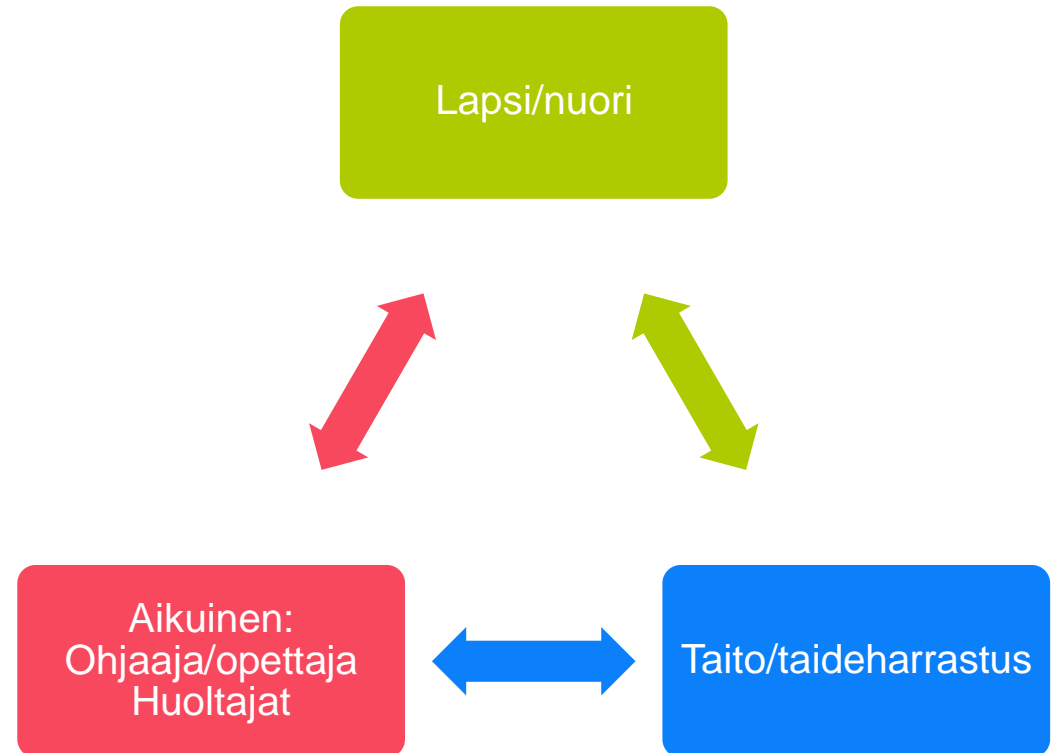 Lapsi/nuori
Aikuinen:
Ohjaaja/opettaja
Huoltajat
Taito/taideharrastus